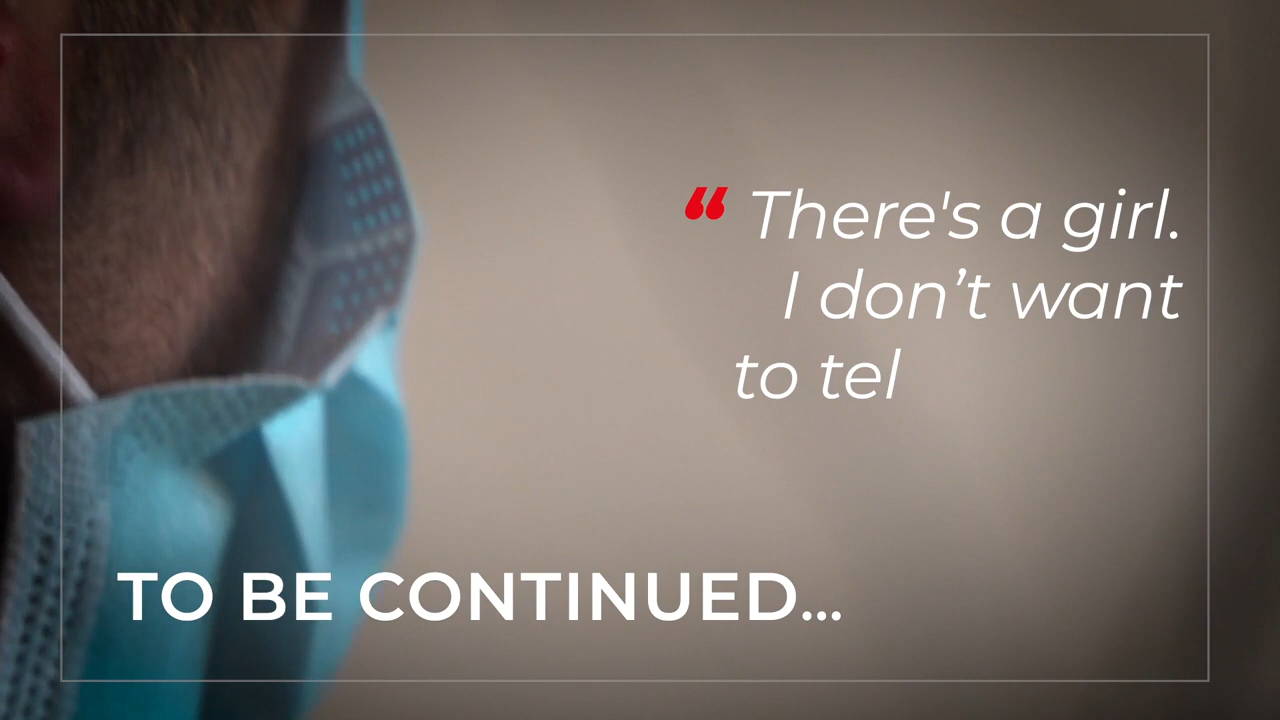 “ There's a girl.
I don’t want
to tel
TO BE CONTINUED...